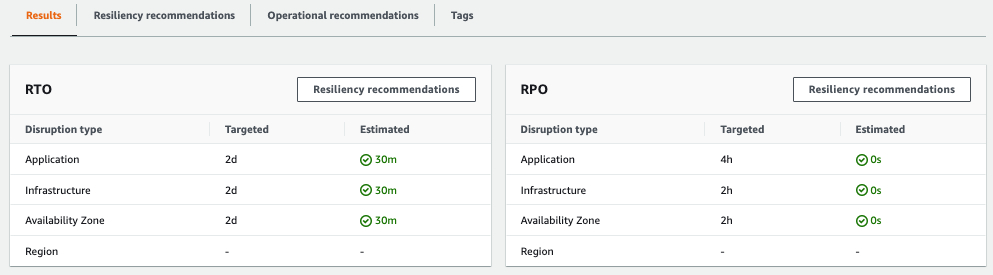 Results Resiliency recommendations Operational recommendations Tags
RTO Resiliency recommendations
Disruption type Targeted Estimated
Application 2d 30m
Infrastructure 2d 30m
Availability Zone 2d 30m
Region - -
RPO Resiliency recommendations
Disruption type Targeted Estimated
Application 4h 0s
Infrastructure 2h 0s
Availability Zone 2h 0s
Region - -